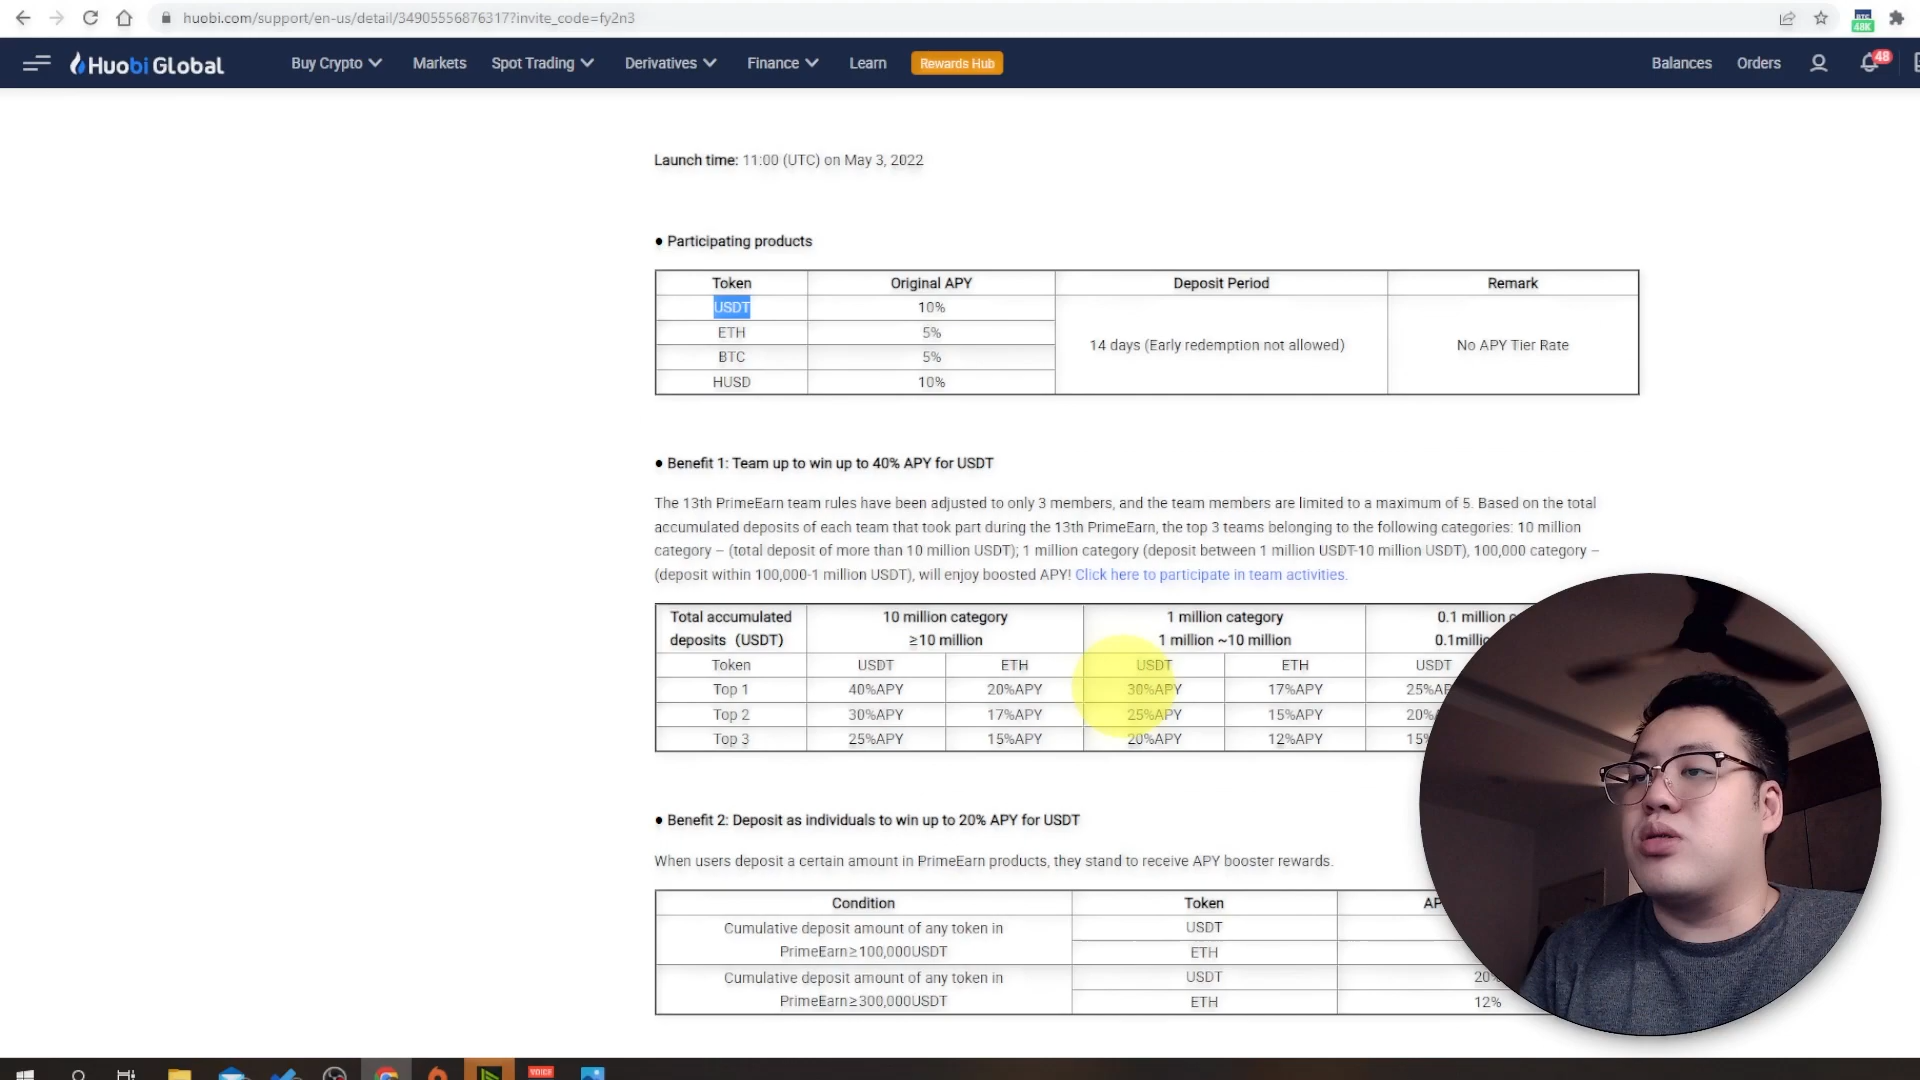 huobi.com/support/en-us/detail/34905556876317?invite_code=fy2n3
BTC
48K
Huobi Global
Buy Crypto
Markets
Spot Trading
Derivatives
Finance
Learn
Rewards Hub
Balances
Orders
48
Launch time: 11:00 (UTC) on May 3, 2022
● Participating products
Token Original APY Deposit Period Remark
USDT 10%
ETH 5%
14 days (Early redemption not allowed) No APY Tier Rate
BTC 5%
HUSD 10%
● Benefit 1: Team up to win up to 40% APY for USDT
The 13th PrimeEarn team rules have been adjusted to only 3 members, and the team members are limited to a maximum of 5. Based on the total
accumulated deposits of each team that took part during the 13th PrimeEarn, the top 3 teams belonging to the following categories: 10 million
category – (total deposit of more than 10 million USDT); 1 million category (deposit between 1 million USDT-10 million USDT), 100,000 category –
(deposit within 100,000-1 million USDT), will enjoy boosted APY! Click here to participate in team activities.
Total accumulated 10 million category 1 million category 0.1 million
deposits (USDT) ≥10 million 1 million ~10 million
Token USDT ETH USDT ETH USDT
Top 1 40%APY 20%APY 30%APY 17%APY 25%
Top 2 30%APY 17%APY 25%APY 15%APY 20%
Top 3 25%APY 15%APY 20%APY 12%APY 15%
● Benefit 2: Deposit as individuals to win up to 20% APY for USDT
When users deposit a certain amount in PrimeEarn products, they stand to receive APY booster rewards.
Condition Token
Cumulative deposit amount of any token in USDT
PrimeEarn≥100,000USDT ETH
Cumulative deposit amount of any token in USDT 20%
PrimeEarn≥300,000USDT ETH 12%
VOICE